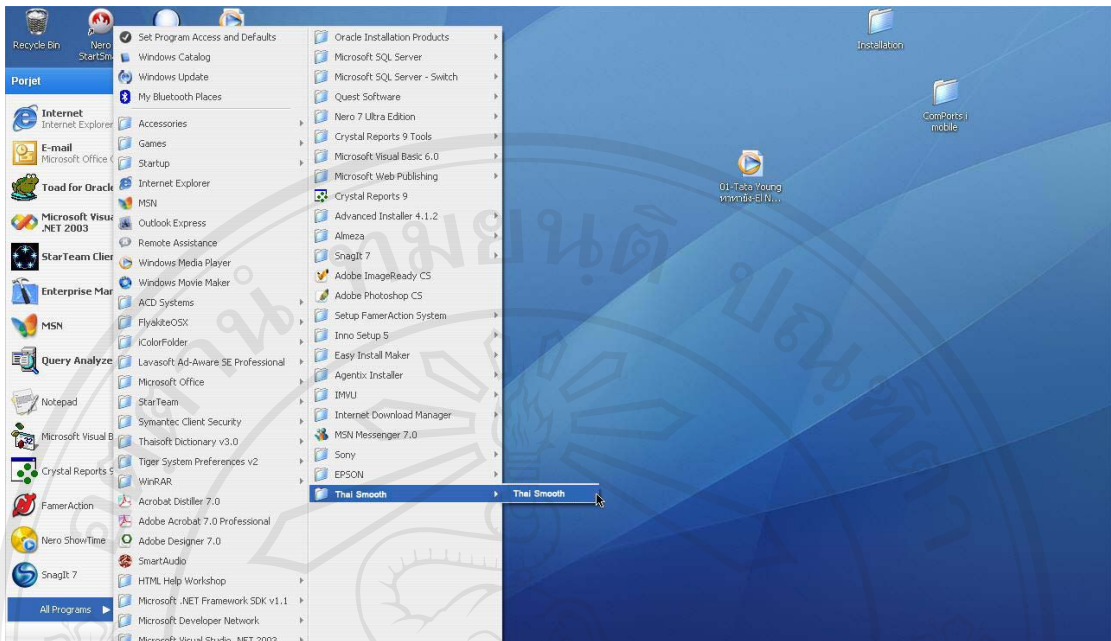 Recycle Bin
Nero
StartSm
Porjet
Internet
Internet Explorer
E-mail
Microsoft Office
Toad for Oracle
Microsoft Visua
.NET 2003
StarTeam Clier
Enterprise Mar
MSN
Query Analyze
Notepad
Microsoft Visual B
Crystal Reports 9
FamerAction
Nero ShowTime
SnagIt 7
All Programs
Set Program Access and Defaults
Windows Catalog
Windows Update
My Bluetooth Places
Accessories
Games
Startup
Internet Explorer
MSN
Outlook Express
Remote Assistance
Windows Media Player
Windows Movie Maker
ACD Systems
FlyakiteOSX
iColorFolder
Lavasoft Ad-Aware SE Professional
Microsoft Office
StarTeam
Symantec Client Security
Thaisoft Dictionary v3.0
Tiger System Preferences v2
WinRAR
Acrobat Distiller 7.0
Adobe Acrobat 7.0 Professional
Adobe Designer 7.0
SmartAudio
HTML Help Workshop
Microsoft .NET Framework SDK v1.1
Microsoft Developer Network
Microsoft Visual Studio .NET 2003
Oracle Installation Products
Microsoft SQL Server
Microsoft SQL Server - Switch
Quest Software
Nero 7 Ultra Edition
Crystal Reports 9 Tools
Microsoft Visual Basic 6.0
Microsoft Web Publishing
Crystal Reports 9
Advanced Installer 4.1.2
Almeza
SnagIt 7
Adobe ImageReady CS
Adobe Photoshop CS
Setup FamerAction System
Inno Setup 5
Easy Install Maker
Agentix Installer
IMVU
Internet Download Manager
MSN Messenger 7.0
Sony
EPSON
Thai Smooth
Thai Smooth
Installation
ComPorts i
mobile
01-Tata Young